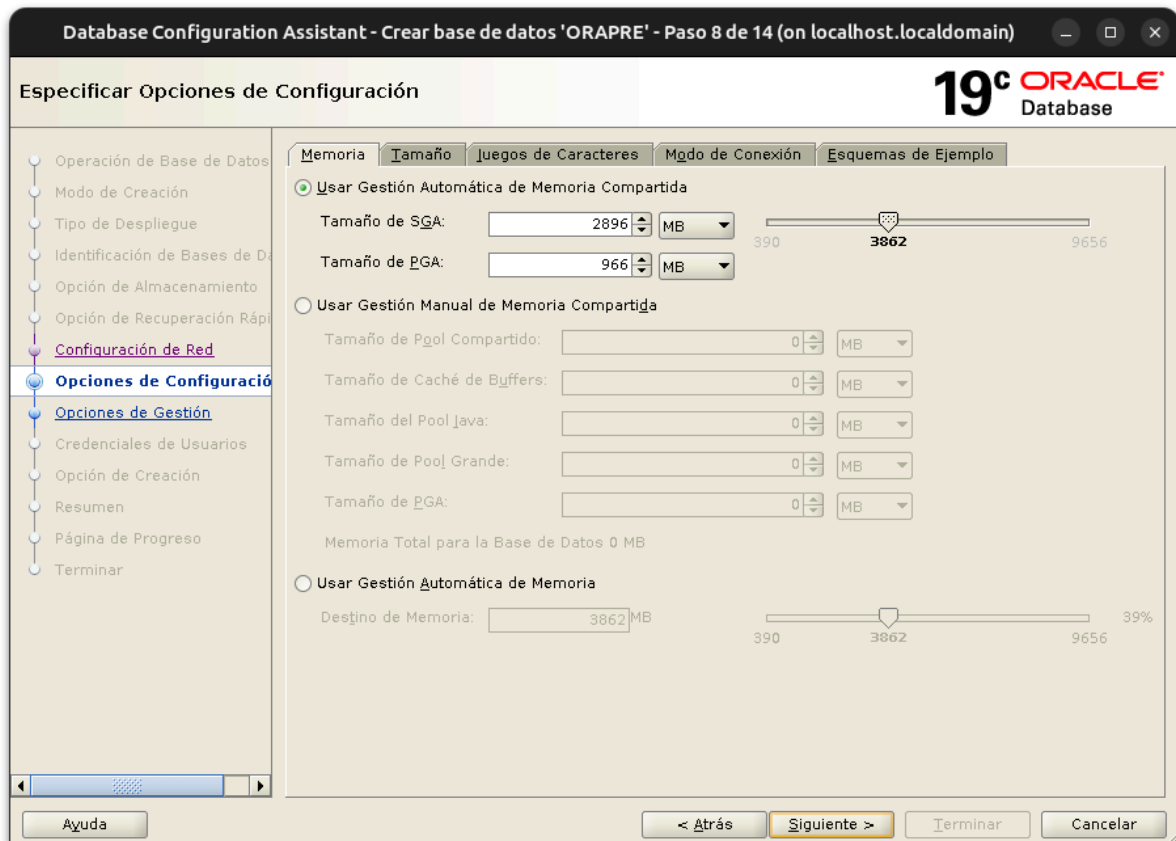 Database Configuration Assistant - Crear base de datos 'ORAPRE' - Paso 8 de 14 (on localhost.localdomain)
Especificar Opciones de Configuración
19c ORACLE
Database
Operación de Base de Datos
Modo de Creación
Tipo de Despliegue
Identificación de Bases de Da
Opción de Almacenamiento
Opción de Recuperación Rápi
Configuración de Red
Opciones de Configuració
Opciones de Gestión
Credenciales de Usuarios
Opción de Creación
Resumen
Página de Progreso
Terminar
Memoria Tamaño Juegos de Caracteres Modo de Conexión Esquemas de Ejemplo
Usar Gestión Automática de Memoria Compartida
Tamaño de SGA: 2896 MB
390 3862 9656
Tamaño de PGA: 966 MB
Usar Gestión Manual de Memoria Compartida
Tamaño de Pool Compartido: 0 MB
Tamaño de Caché de Buffers: 0 MB
Tamaño del Pool Java: 0 MB
Tamaño de Pool Grande: 0 MB
Tamaño de PGA: 0 MB
Memoria Total para la Base de Datos 0 MB
Usar Gestión Automática de Memoria
Destino de Memoria: 3862 MB 39%
390 3862 9656
Ayuda < Atrás Siguiente > Terminar Cancelar